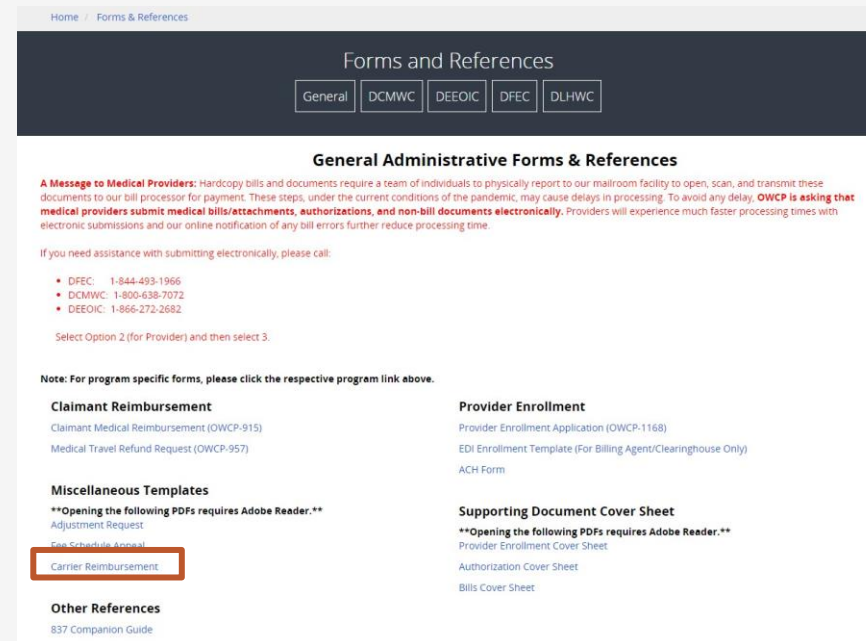 Home / Forms & References
Forms and References
General DCMWC DEEOIC DFEC DLHWC
General Administrative Forms & References
A Message to Medical Providers: Hardcopy bills and documents require a team of individuals to physically report to our mailroom facility to open, scan, and transmit these
documents to our bill processor for payment. These steps, under the current conditions of the pandemic, may cause delays in processing. To avoid any delay, OWCP is asking that
medical providers submit medical bills/attachments, authorizations, and non-bill documents electronically. Providers will experience much faster processing times with
electronic submissions and our online notification of any bill errors further reduce processing time.
If you need assistance with submitting electronically, please call:
• DFEC: 1-844-493-1966
• DCMWC: 1-800-638-7072
• DEEOIC: 1-866-272-2682
Select Option 2 (for Provider) and then select 3.
Note: For program specific forms, please click the respective program link above.
Claimant Reimbursement
Claimant Medical Reimbursement (OWCP-915)
Medical Travel Refund Request (OWCP-957)
Miscellaneous Templates
**Opening the following PDFs requires Adobe Reader.**
Adjustment Request
Fee Schedule Appeal
Carrier Reimbursement
Other References
837 Companion Guide
Provider Enrollment
Provider Enrollment Application (OWCP-1168)
EDI Enrollment Template (For Billing Agent/Clearinghouse Only)
ACH Form
Supporting Document Cover Sheet
**Opening the following PDFs requires Adobe Reader.**
Provider Enrollment Cover Sheet
Authorization Cover Sheet
Bills Cover Sheet